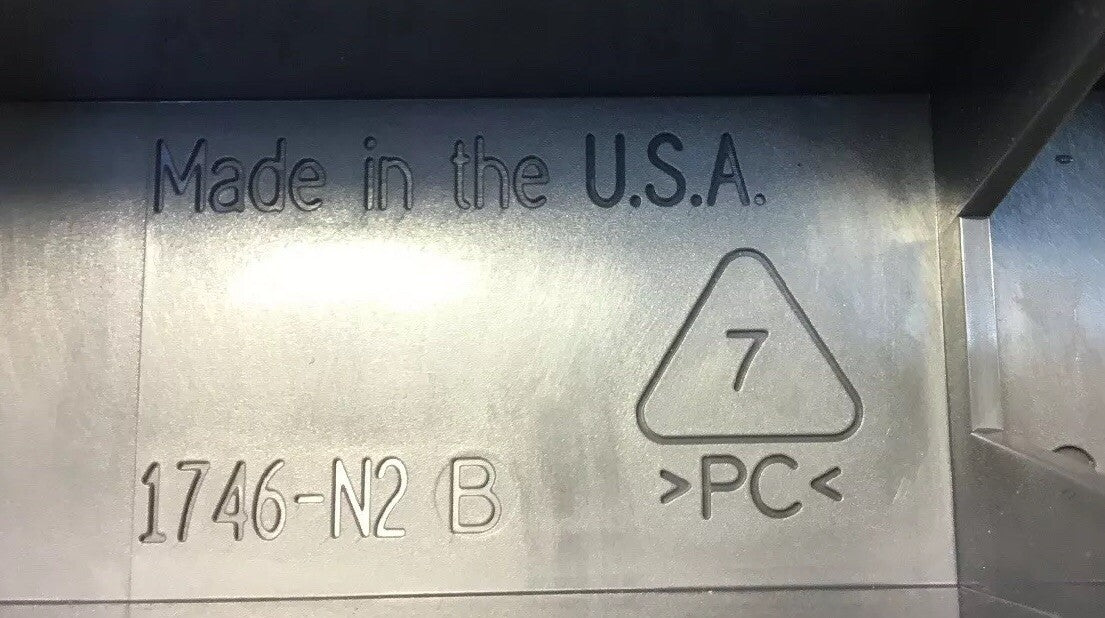 Made in the U.S.A.
7
1746-N2 B
>PC<